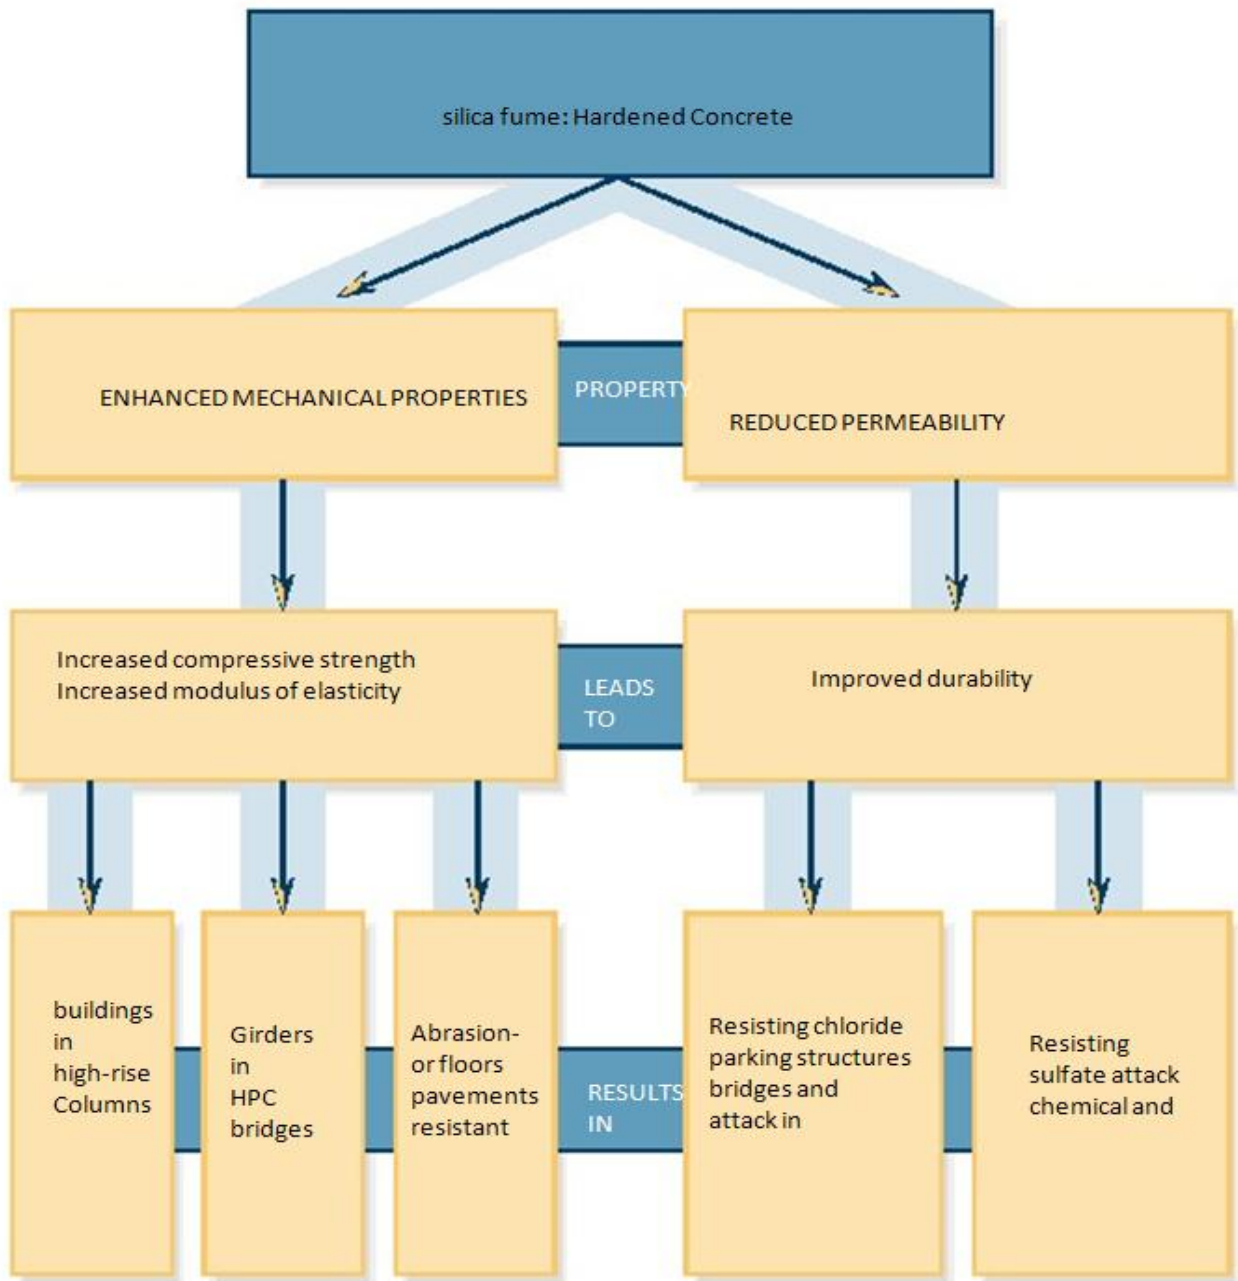 silica fume: Hardened Concrete
ENHANCED MECHANICAL PROPERTIES
PROPERTY
REDUCED PERMEABILITY
Increased compressive strength
Increased modulus of elasticity
LEADS
TO
Improved durability
buildings
in
high-rise
Columns
Girders
in
HPC
bridges
Abrasion-
or floors
pavements
resistant
RESULTS
IN
Resisting chloride
parking structures
bridges and
attack in
Resisting
sulfate attack
chemical and